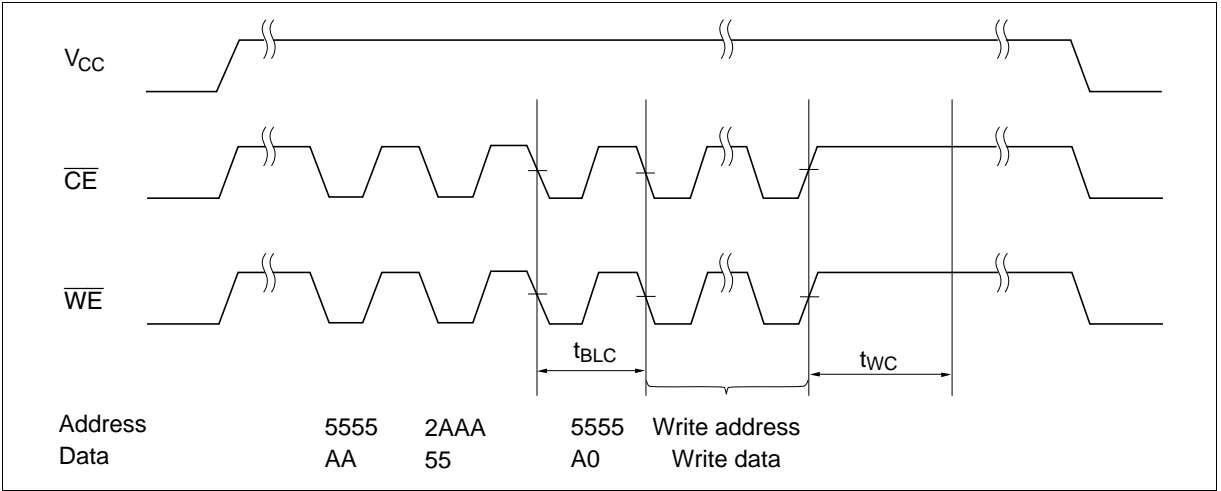 VCC
CE
WE
tBLC
tWC
Address 5555 2AAA 5555 Write address
Data AA 55 A0 Write data